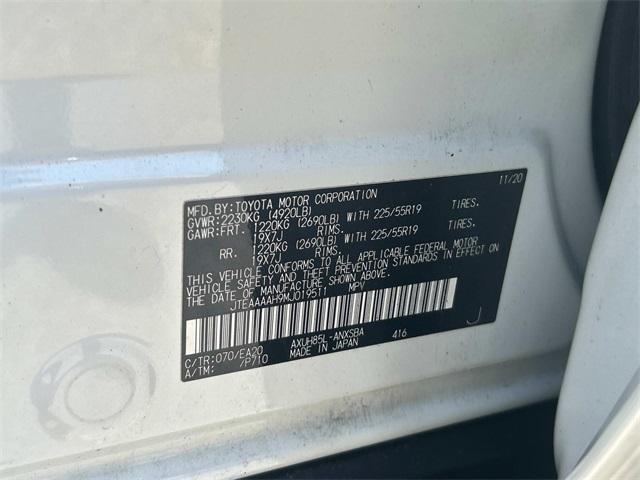 MFD. BY:TOYOTA MOTOR CORPORATION 11/20
GVWR:2230KG (4920LB)
GAWR:FRT. 1220KG (2690LB) WITH 225/55R19 TIRES.
19X7J RIMS.
RR. 1220KG (2690LB) WITH 225/55R19 TIRES.
19X7J RIMS.
THIS VEHICLE CONFORMS TO ALL APPLICABLE FEDERAL MOTOR
VEHICLE SAFETY AND THEFT PREVENTION STANDARDS IN EFFECT ON
THE DATE OF MANUFACTURE SHOWN ABOVE.
JTEAAAAH9MJ019511 MPV
C/TR:070/EA20 AXUH85L-ANXSBA 416
A/TM: /P710 MADE IN JAPAN J